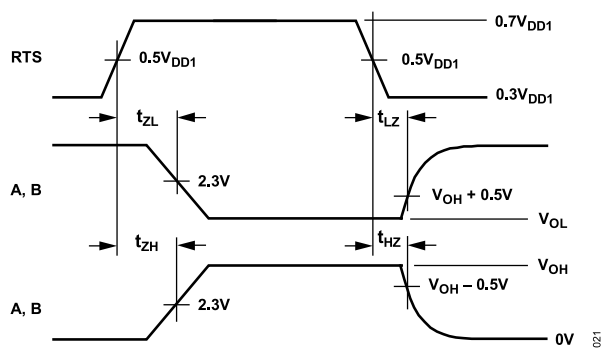 0.7VDD1
RTS
0.5VDD1
0.5VDD1
0.3VDD1
tZL
tLZ
A, B
2.3V
VOH + 0.5V
VOL
tZH
tHZ
VOH
VOH – 0.5V
A, B
2.3V
0V
021